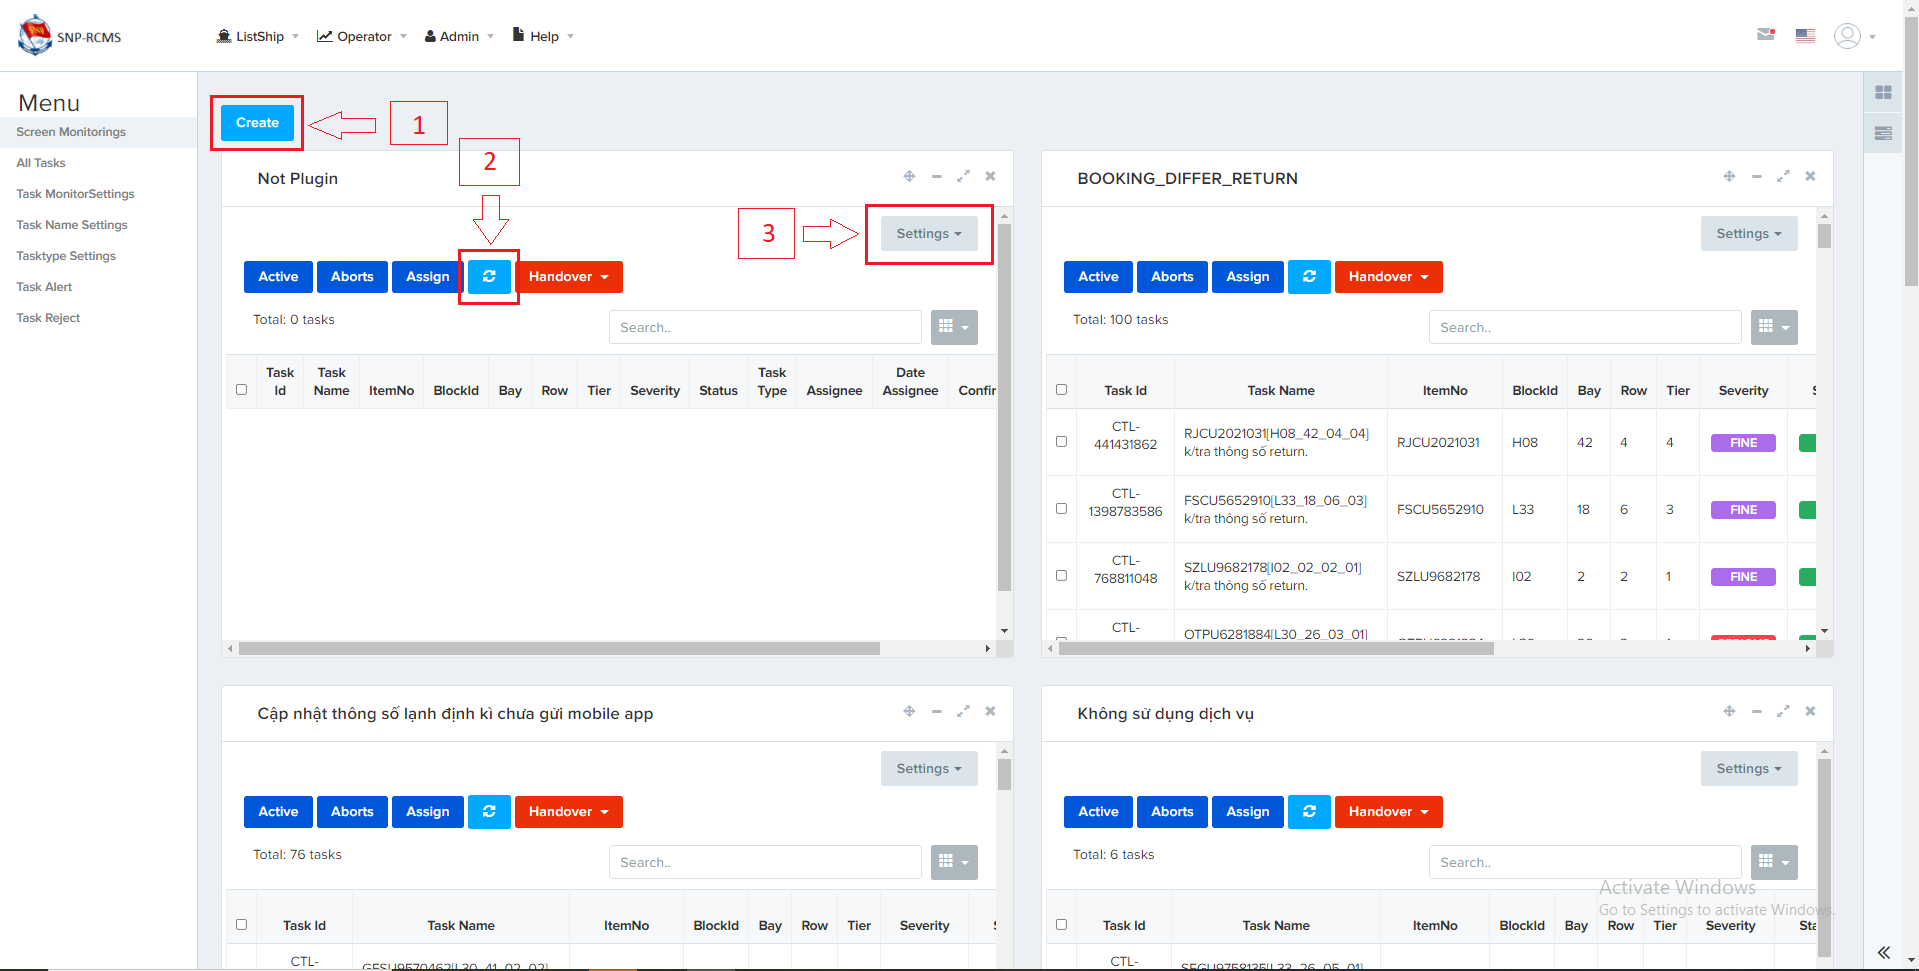 SNP-RCMS
ListShip
Operator
Admin
Help
Menu
Screen Monitorings
All Tasks
Task MonitorSettings
Task Name Settings
Tasktype Settings
Task Alert
Task Reject
Create
1
2
3
Not Plugin
Settings
Active Aborts Assign Handover
Total: 0 tasks
Search..
Task Id Task Name ItemNo BlockId Bay Row Tier Severity Status Task Type Assignee Date Assignee Confir
BOOKING_DIFFER_RETURN
Settings
Active Aborts Assign Handover
Total: 100 tasks
Search..
Task Id Task Name ItemNo BlockId Bay Row Tier Severity S
CTL-441431862 RJCU2021031[H08_42_04_04] k/tra thông số return. RJCU2021031 H08 42 4 4 FINE
CTL-1398783586 FSCU5652910[L33_18_06_03] k/tra thông số return. FSCU5652910 L33 18 6 3 FINE
CTL-768811048 SZLU9682178[I02_02_02_01] k/tra thông số return. SZLU9682178 I02 2 2 1 FINE
CTL- OTPU6281884[L30_26_03_01]
Cập nhật thông số lạnh định kì chưa gửi mobile app
Settings
Active Aborts Assign Handover
Total: 76 tasks
Search..
Task Id Task Name ItemNo BlockId Bay Row Tier Severity S
CTL- GESU9570462[L30_41_02_02]
Không sử dụng dịch vụ
Settings
Active Aborts Assign Handover
Total: 6 tasks
Search..
Task Id Task Name ItemNo BlockId Bay Row Tier Severity Sta
CTL- SEGU9758135[L33_26_05_01]
Activate Windows
Go to Settings to activate Windows.